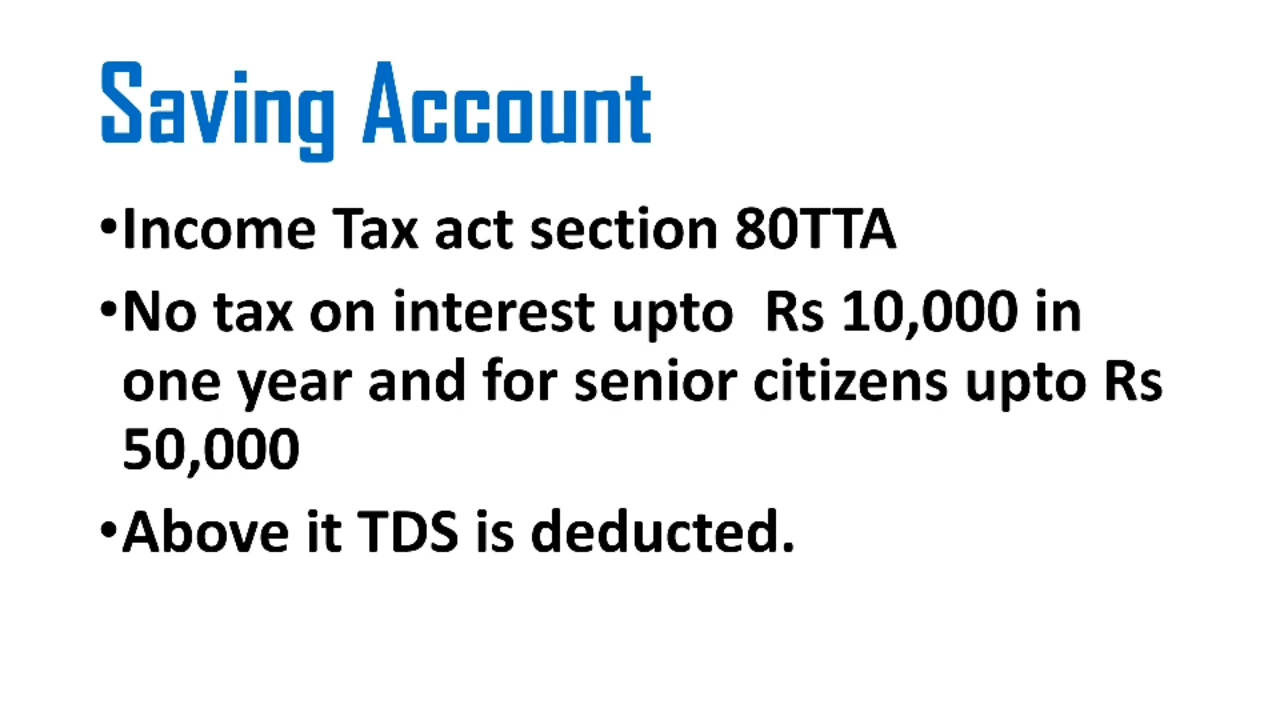 Saving Account
•Income Tax act section 80TTA
•No tax on interest upto  Rs 10,000 in
one year and for senior citizens upto Rs
50,000
•Above it TDS is deducted.